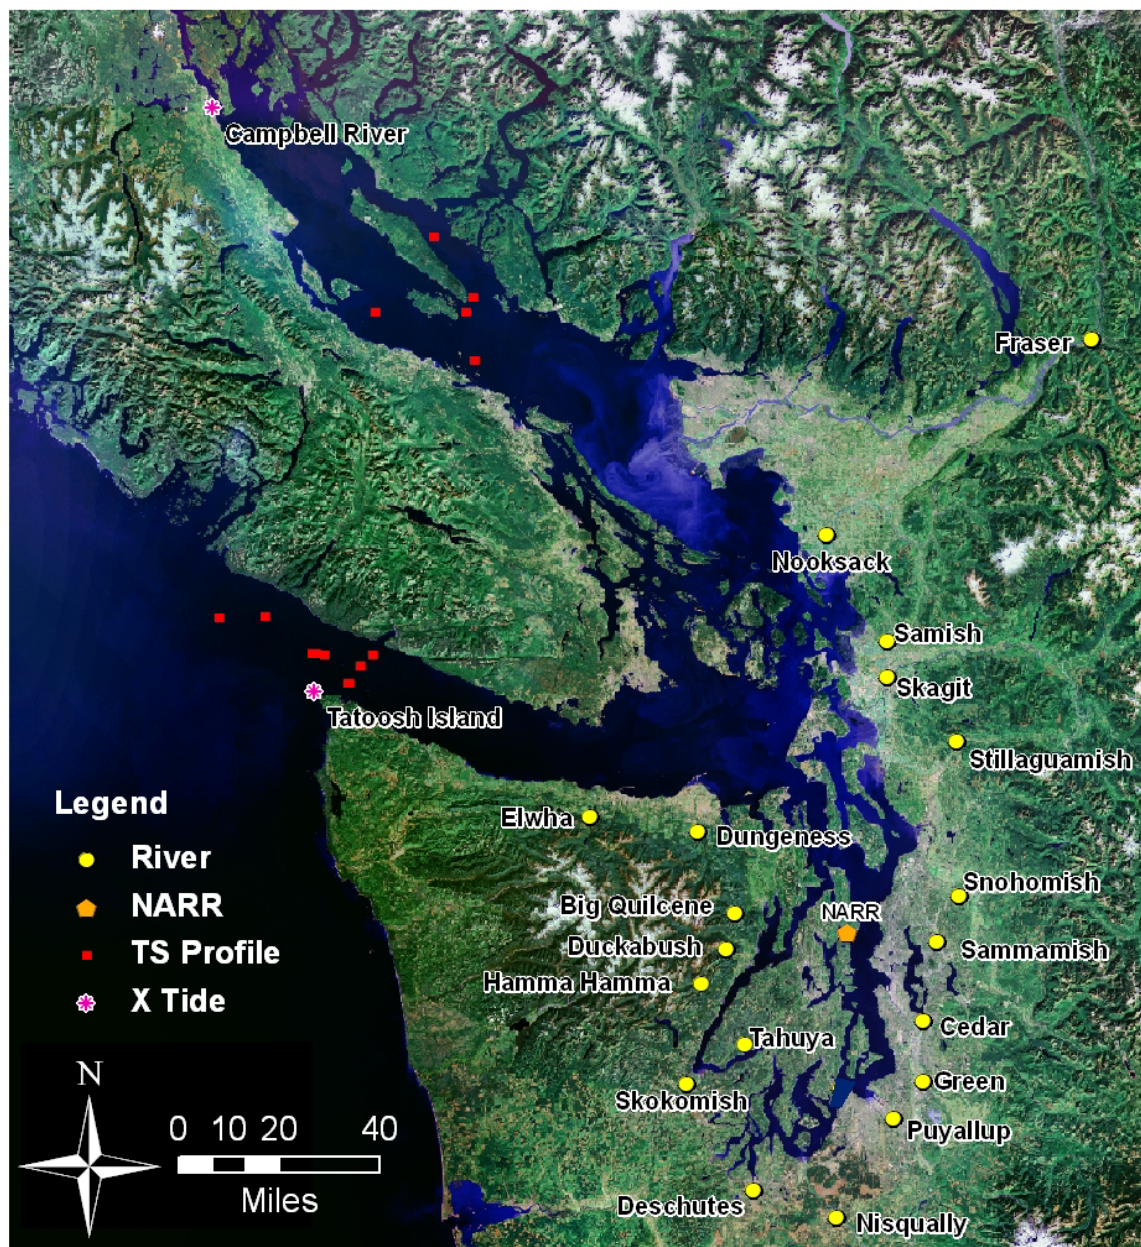 Campbell River
Fraser
Nooksack
Samish
Skagit
Tatoosh Island
Stillaguamish
Legend
River
NARR
TS Profile
X Tide
Elwha
Dungeness
Snohomish
Big Quilcene
NARR
Duckabush
Sammamish
Hamma Hamma
Cedar
Tahuya
Green
Skokomish
Puyallup
Deschutes
Nisqually
N
0 10 20 40
Miles